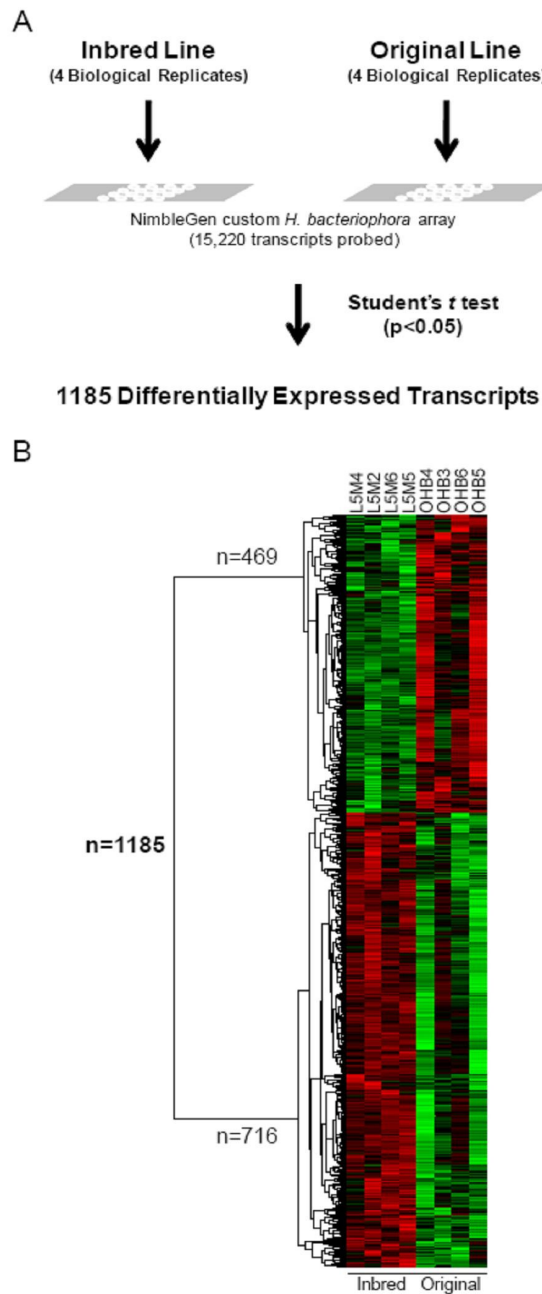 A
Inbred Line
(4 Biological Replicates)
Original Line
(4 Biological Replicates)
NimbleGen custom H. bacteriophora array
(15,220 transcripts probed)
Student's t test
(p<0.05)
1185 Differentially Expressed Transcripts
B
L5M4
L5M2
L5M6
L5M5
OHB4
OHB3
OHB6
OHB5
n=469
n=1185
n=716
Inbred Original